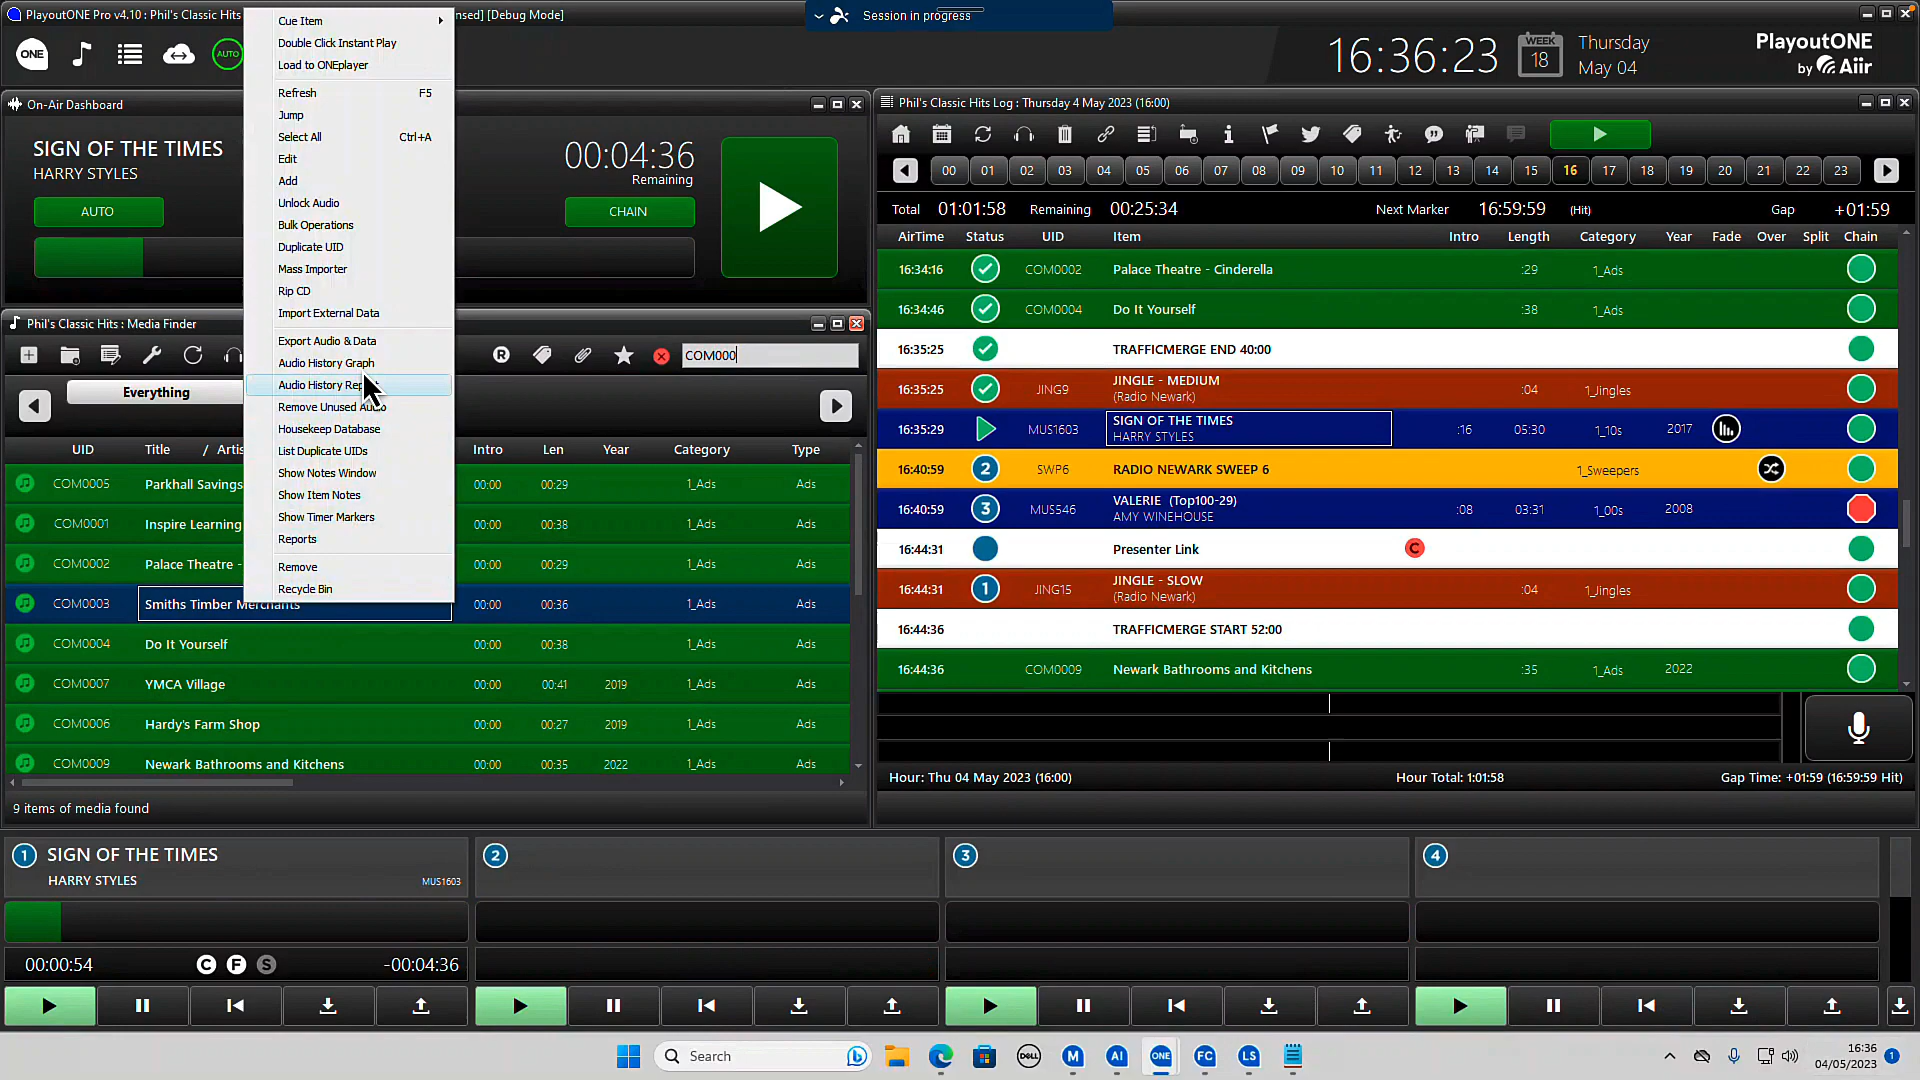 PlayoutONE Pro v4.10 : Phil's Classic Hits
nsed] [Debug Mode]
Session in progress
ONE
AUTO
16:36:23
WEEK
18
Thursday
May 04
PlayoutONE
by Aiir
Cue Item
Double Click Instant Play
Load to ONEplayer
Refresh F5
Jump
Select All Ctrl+A
Edit
Add
Unlock Audio
Bulk Operations
Duplicate UID
Mass Importer
Rip CD
Import External Data
Export Audio & Data
Audio History Graph
Audio History
Remove Unused Audio
Housekeep Database
List Duplicate UIDs
Show Notes Window
Show Item Notes
Show Timer Markers
Reports
Remove
Recycle Bin
On-Air Dashboard
SIGN OF THE TIMES
HARRY STYLES
00:04:36
Remaining
AUTO
CHAIN
Phil's Classic Hits : Media Finder
R
COM000
Everything
UID Title / Artis Intro Len Year Category Type
COM0005 Parkhall Savings 00:00 00:29 1_Ads Ads
COM0001 Inspire Learning 00:00 00:38 1_Ads Ads
COM0002 Palace Theatre - 00:00 00:29 1_Ads Ads
COM0003 Smiths Timber Merchants 00:00 00:36 1_Ads Ads
COM0004 Do It Yourself 00:00 00:38 1_Ads Ads
COM0007 YMCA Village 00:00 00:41 2019 1_Ads Ads
COM0006 Hardy's Farm Shop 00:00 00:27 2019 1_Ads Ads
COM0009 Newark Bathrooms and Kitchens 00:00 00:35 2022 1_Ads Ads
9 items of media found
Phil's Classic Hits Log : Thursday 4 May 2023 (16:00)
00 01 02 03 04 05 06 07 08 09 10 11 12 13 14 15 16 17 18 19 20 21 22 23
Total 01:01:58 Remaining 00:25:34 Next Marker 16:59:59 (Hit) Gap +01:59
AirTime Status UID Item Intro Length Category Year Fade Over Split Chain
16:34:16 COM0002 Palace Theatre - Cinderella :29 1_Ads
16:34:46 COM0004 Do It Yourself :38 1_Ads
16:35:25 TRAFFICMERGE END 40:00
16:35:25 JING9 JINGLE - MEDIUM :04 1_Jingles
(Radio Newark)
16:35:29 MUS1603 SIGN OF THE TIMES :16 05:30 1_10s 2017
HARRY STYLES
16:40:59 2 SWP6 RADIO NEWARK SWEEP 6 1_Sweepers
16:40:59 3 MUS546 VALERIE (Top100-29) :08 03:31 1_00s 2008
AMY WINEHOUSE
16:44:31 Presenter Link C
16:44:31 1 JING15 JINGLE - SLOW :04 1_Jingles
(Radio Newark)
16:44:36 TRAFFICMERGE START 52:00
16:44:36 COM0009 Newark Bathrooms and Kitchens :35 1_Ads 2022
Hour: Thu 04 May 2023 (16:00) Hour Total: 1:01:58 Gap Time: +01:59 (16:59:59 Hit)
1 SIGN OF THE TIMES
HARRY STYLES MUS1603
00:00:54 C F S -00:04:36
2
3
4
Search
DELL
M
AI
ONE
FC
LS
16:36
04/05/2023
1